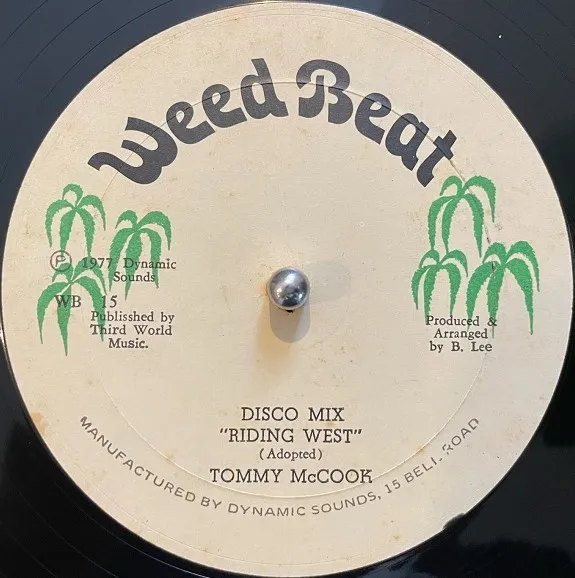 Weed Beat
Ⓟ 1977 Dynamic
Sounds
WB 15
Publisshed by
Third World
Music.
Produced &
Arranged
by B. Lee
DISCO MIX
"RIDING WEST"
(Adopted)
TOMMY McCOOK
MANUFACTURED BY DYNAMIC SOUNDS, 15 BELL ROAD